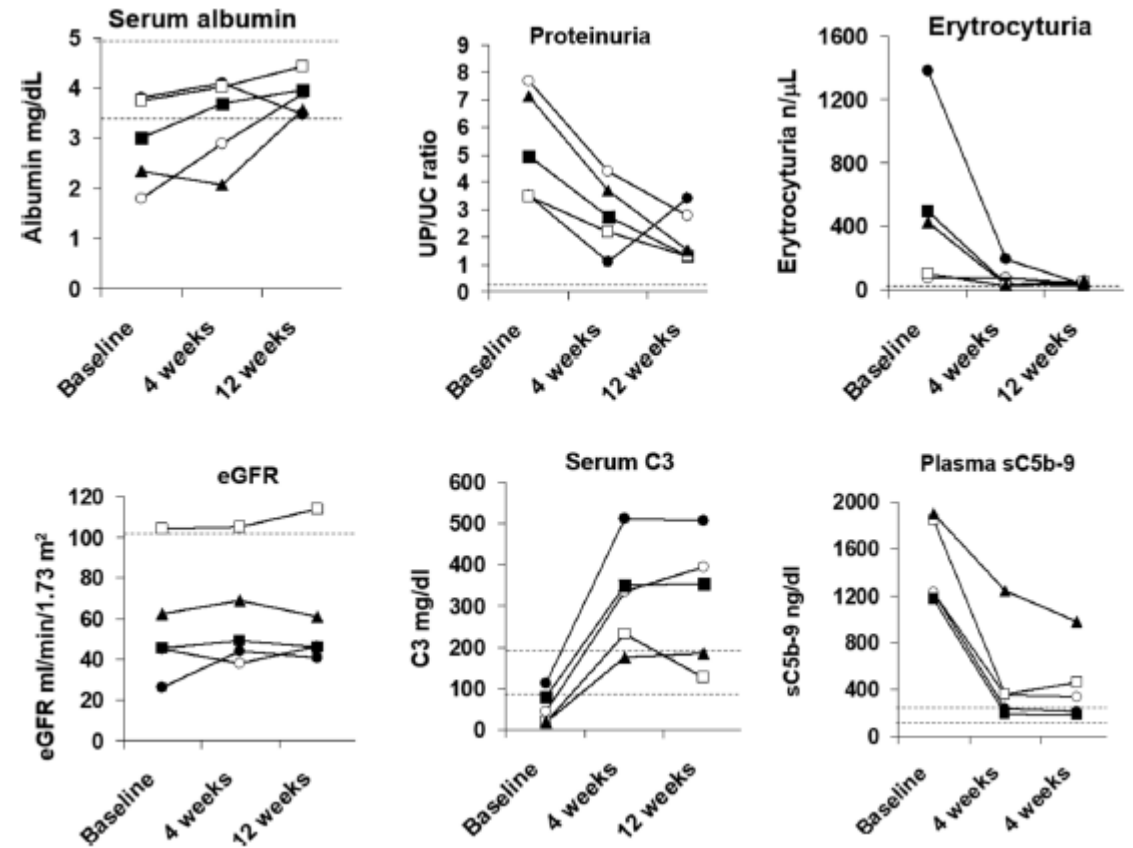 Serum albumin
Albumin mg/dL
5
4
3
2
1
0
Baseline
4 weeks
12 weeks
Proteinuria
UP/UC ratio
9
8
7
6
5
4
3
2
1
0
Baseline
4 weeks
12 weeks
Erytrocyturia
Erytrocyturia n/µL
1600
1200
800
400
0
Baseline
4 weeks
12 weeks
eGFR
eGFR ml/min/1.73 m²
120
100
80
60
40
20
0
Baseline
4 weeks
12 weeks
Serum C3
C3 mg/dl
600
500
400
300
200
100
0
Baseline
4 weeks
12 weeks
Plasma sC5b-9
sC5b-9 ng/dl
2000
1600
1200
800
400
0
Baseline
4 weeks
4 weeks